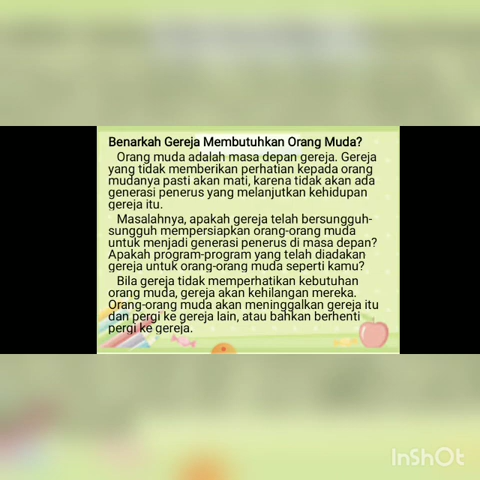 Benarkah Gereja Membutuhkan Orang Muda?
Orang muda adalah masa depan gereja. Gereja
yang tidak memberikan perhatian kepada orang
mudanya pasti akan mati, karena tidak akan ada
generasi penerus yang melanjutkan kehidupan
gereja itu.
Masalahnya, apakah gereja telah bersungguh-
sungguh mempersiapkan orang-orang muda
untuk menjadi generasi penerus di masa depan?
Apakah program-program yang telah diadakan
gereja untuk orang-orang muda seperti kamu?
Bila gereja tidak memperhatikan kebutuhan
orang muda, gereja akan kehilangan mereka.
Orang-orang muda akan meninggalkan gereja itu
dan pergi ke gereja lain, atau bahkan berhenti
pergi ke gereja.
InShOt